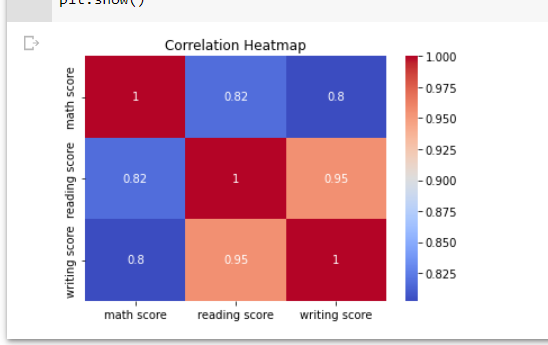 plt.show()
Correlation Heatmap
math score
1
0.82
0.8
reading score
0.82
1
0.95
writing score
0.8
0.95
1
math score
reading score
writing score
1.000
0.975
0.950
0.925
0.900
0.875
0.850
0.825